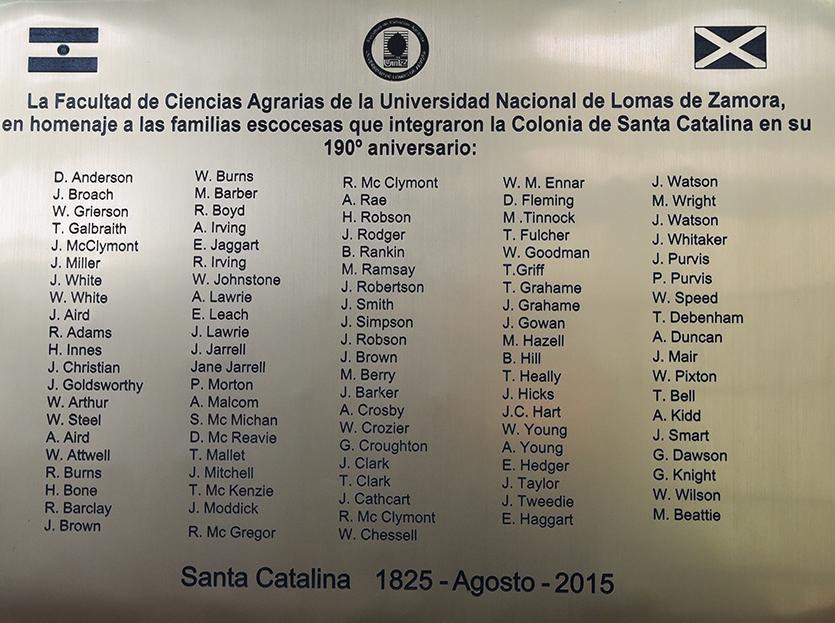 La Facultad de Ciencias Agrarias de la Universidad Nacional de Lomas de Zamora,
en homenaje a las familias escocesas que integraron la Colonia de Santa Catalina en su
190º aniversario:
D. Anderson
J. Broach
W. Grierson
T. Galbraith
J. McClymont
J. Miller
J. White
W. White
J. Aird
R. Adams
H. Innes
J. Christian
J. Goldsworthy
W. Arthur
W. Steel
A. Aird
W. Attwell
R. Burns
H. Bone
R. Barclay
J. Brown
W. Burns
M. Barber
R. Boyd
A. Irving
E. Jaggart
R. Irving
W. Johnstone
A. Lawrie
E. Leach
J. Lawrie
J. Jarrell
Jane Jarrell
P. Morton
A. Malcom
S. Mc Michan
D. Mc Reavie
T. Mallet
J. Mitchell
T. Mc Kenzie
J. Moddick
R. Mc Gregor
R. Mc Clymont
A. Rae
H. Robson
J. Rodger
B. Rankin
M. Ramsay
J. Robertson
J. Smith
J. Simpson
J. Robson
J. Brown
M. Berry
J. Barker
A. Crosby
W. Crozier
G. Croughton
J. Clark
T. Clark
J. Cathcart
R. Mc Clymont
W. Chessell
W. M. Ennar
D. Fleming
M .Tinnock
T. Fulcher
W. Goodman
T.Griff
T. Grahame
J. Grahame
J. Gowan
M. Hazell
B. Hill
T. Heally
J. Hicks
J.C. Hart
W. Young
A. Young
E. Hedger
J. Taylor
J. Tweedie
E. Haggart
J. Watson
M. Wright
J. Watson
J. Whitaker
J. Purvis
P. Purvis
W. Speed
T. Debenham
A. Duncan
J. Mair
W. Pixton
T. Bell
A. Kidd
J. Smart
G. Dawson
G. Knight
W. Wilson
M. Beattie
Santa Catalina 1825 - Agosto - 2015